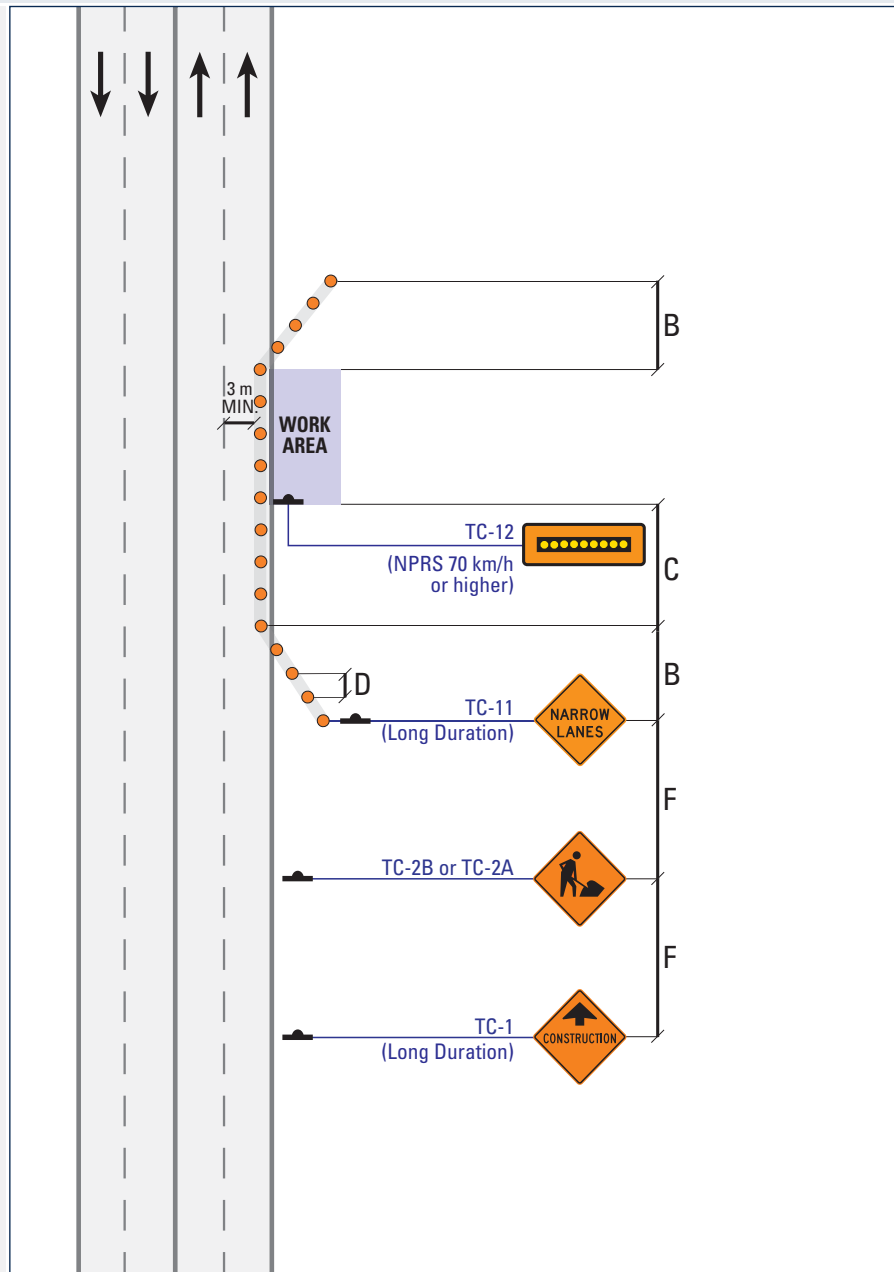 B
3 m
MIN.
WORK
AREA
TC-12
(NPRS 70 km/h
or higher)
C
D
B
TC-11
(Long Duration)
NARROW
LANES
F
TC-2B or TC-2A
F
TC-1
(Long Duration)
CONSTRUCTION